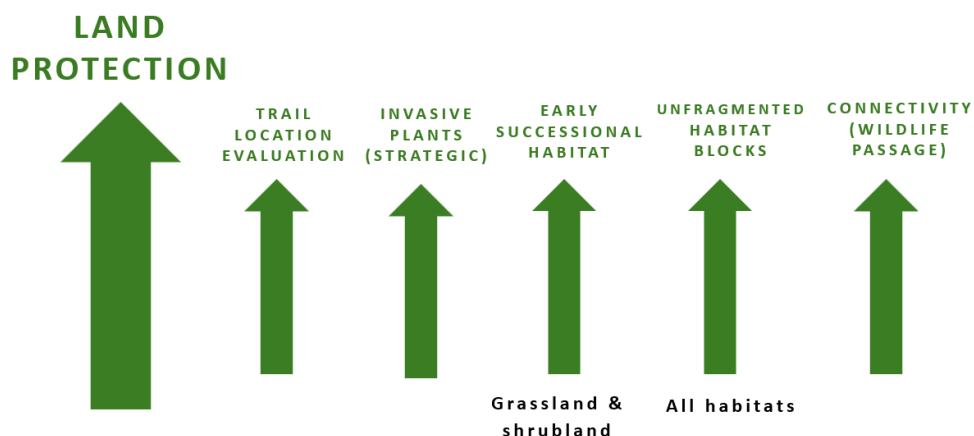 LAND
PROTECTION
TRAIL
LOCATION
EVALUATION
INVASIVE
PLANTS
(STRATEGIC)
EARLY
SUCCESSIONAL
HABITAT
UNFRAGMENTED
HABITAT
BLOCKS
CONNECTIVITY
(WILDLIFE
PASSAGE)
Grassland &
shrubland
All habitats